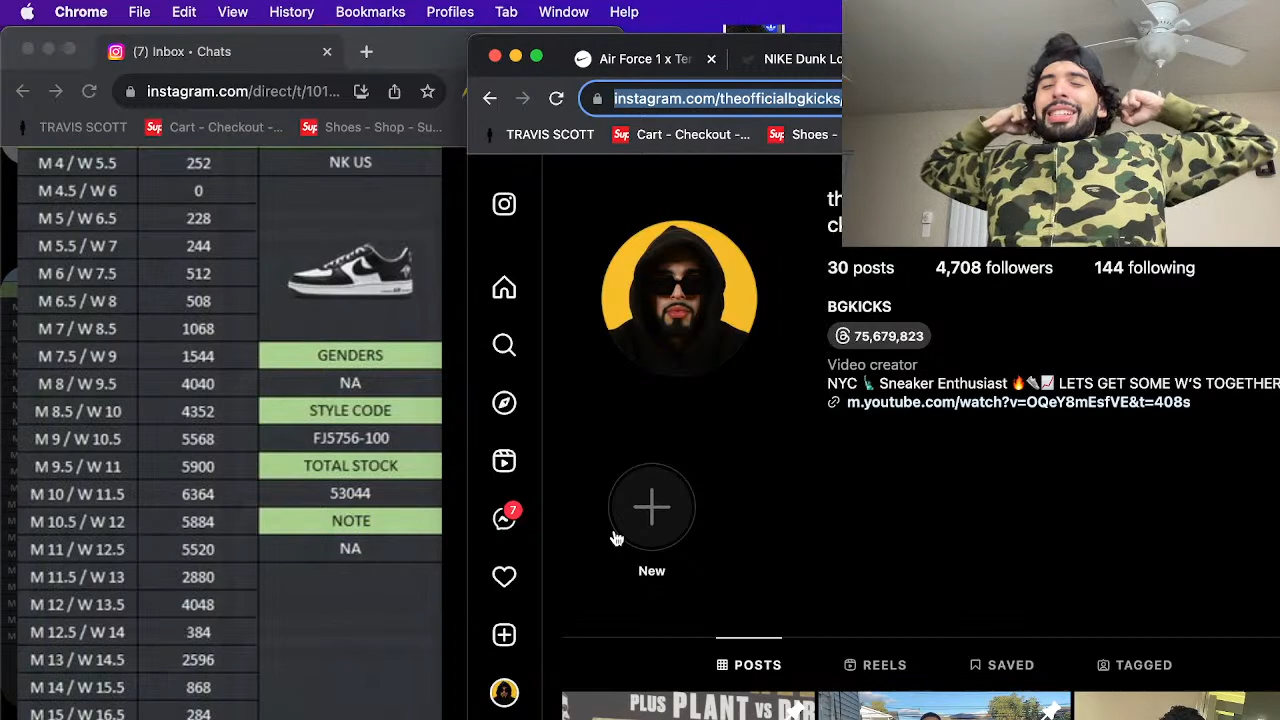 Chrome File Edit View History Bookmarks Profiles Tab Window Help
(7) Inbox • Chats
instagram.com/direct/t/101...
TRAVIS SCOTT Sup Cart - Checkout -... Sup Shoes - Shop - Su...
M 4 / W 5.5 252 NK US
M 4.5 / W 6 0
M 5 / W 6.5 228
M 5.5 / W 7 244
M 6 / W 7.5 512
M 6.5 / W 8 508
M 7 / W 8.5 1068
M 7.5 / W 9 1544 GENDERS
M 8 / W 9.5 4040 NA
M 8.5 / W 10 4352 STYLE CODE
M 9 / W 10.5 5568 FJ5756-100
M 9.5 / W 11 5900 TOTAL STOCK
M 10 / W 11.5 6364 53044
M 10.5 / W 12 5884 NOTE
M 11 / W 12.5 5520 NA
M 11.5 / W 13 2880
M 12 / W 13.5 4048
M 12.5 / W 14 384
M 13 / W 14.5 2596
M 14 / W 15.5 868
M 15 / W 16.5 284
Air Force 1 x Ter NIKE Dunk Lo
instagram.com/theofficialbgkicks/
TRAVIS SCOTT Sup Cart - Checkout -... Sup Shoes -
30 posts 4,708 followers 144 following
BGKICKS
75,679,823
Video creator
NYC 🗽 Sneaker Enthusiast 🔥👟📈 LETS GET SOME W'S TOGETHER
m.youtube.com/watch?v=OQeY8mEsfVE&t=408s
7
New
POSTS REELS SAVED TAGGED
PLUS PLANT vs DI